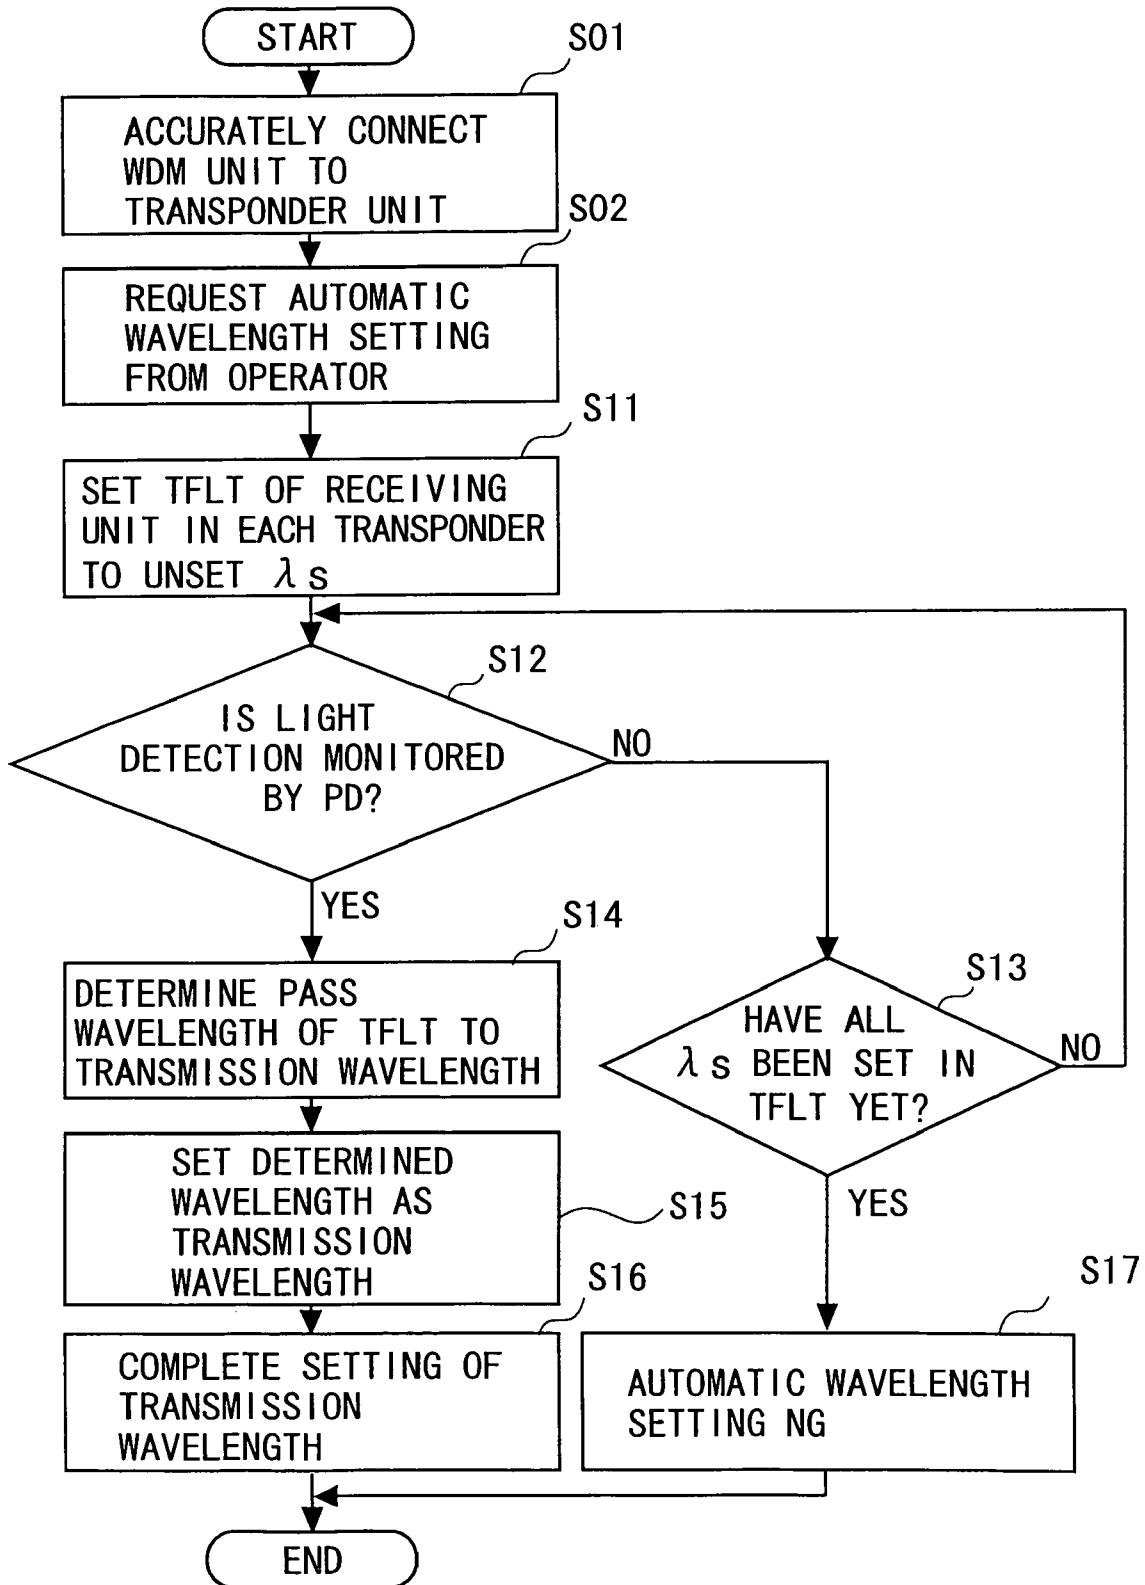 START
S01
ACCURATELY CONNECT
WDM UNIT TO
TRANSPONDER UNIT
S02
REQUEST AUTOMATIC
WAVELENGTH SETTING
FROM OPERATOR
S11
SET TFLT OF RECEIVING
UNIT IN EACH TRANSPONDER
TO UNSET λs
S12
IS LIGHT
DETECTION MONITORED
BY PD?
NO
YES
S14
DETERMINE PASS
WAVELENGTH OF TFLT TO
TRANSMISSION WAVELENGTH
S13
HAVE ALL
λs BEEN SET IN
TFLT YET?
NO
YES
SET DETERMINED
WAVELENGTH AS
TRANSMISSION
WAVELENGTH
S15
S16
COMPLETE SETTING OF
TRANSMISSION
WAVELENGTH
S17
AUTOMATIC WAVELENGTH
SETTING NG
END